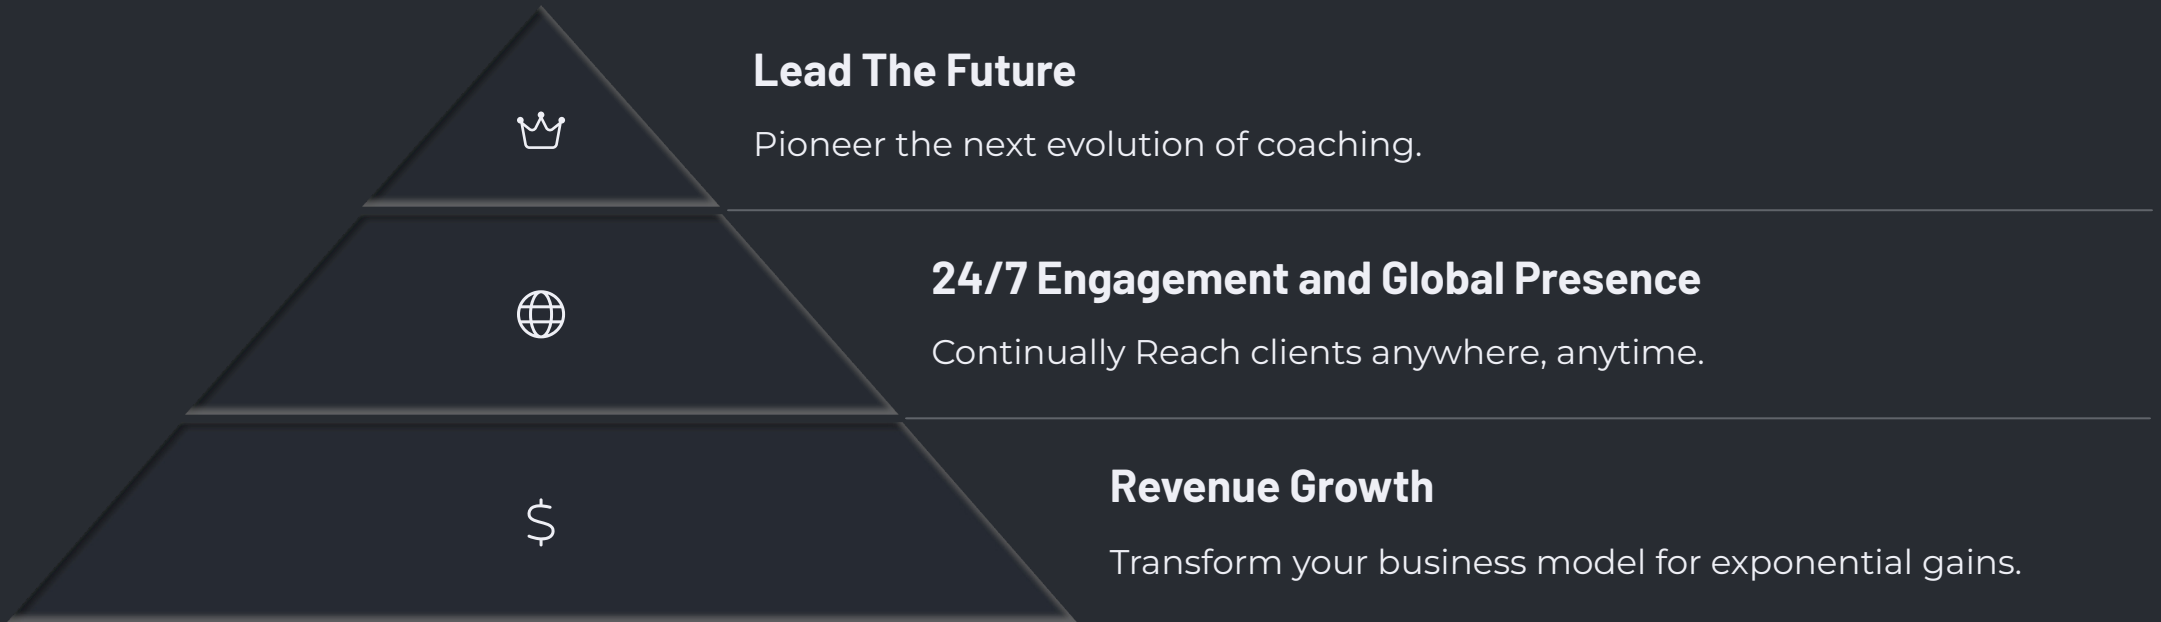 Lead The Future
Pioneer the next evolution of coaching.
24/7 Engagement and Global Presence
Continually Reach clients anywhere, anytime.
Revenue Growth
Transform your business model for exponential gains.